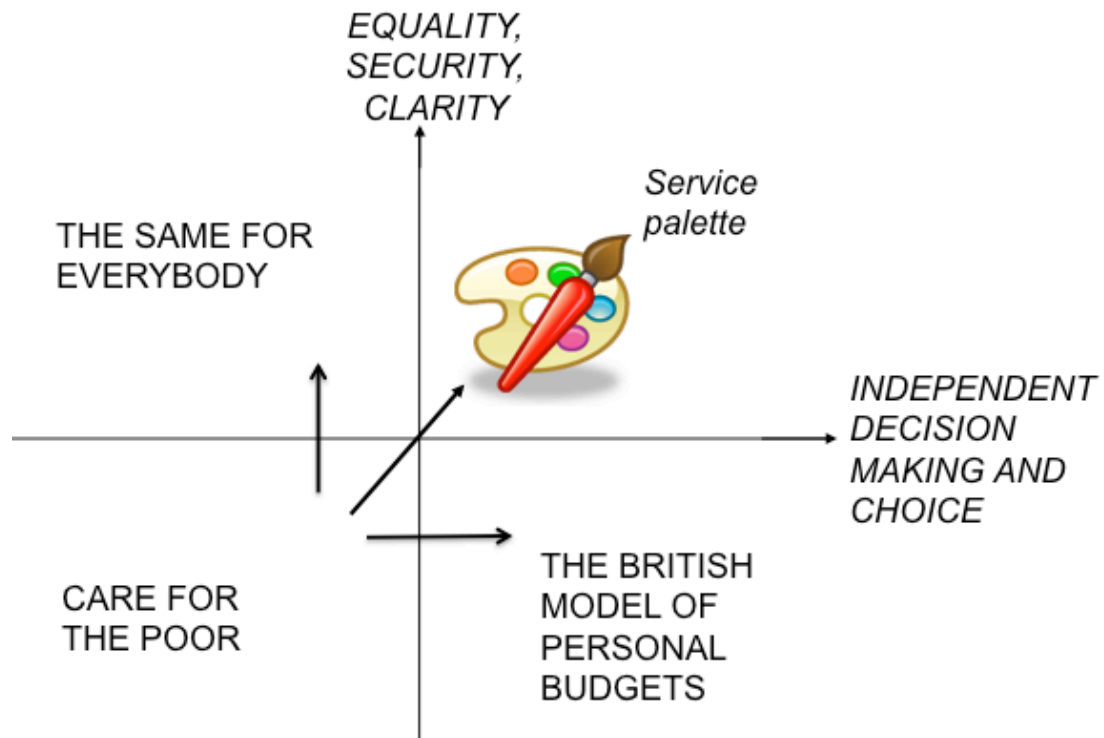 EQUALITY,
SECURITY,
CLARITY
Service
palette
THE SAME FOR
EVERYBODY
INDEPENDENT
DECISION
MAKING AND
CHOICE
CARE FOR
THE POOR
THE BRITISH
MODEL OF
PERSONAL
BUDGETS